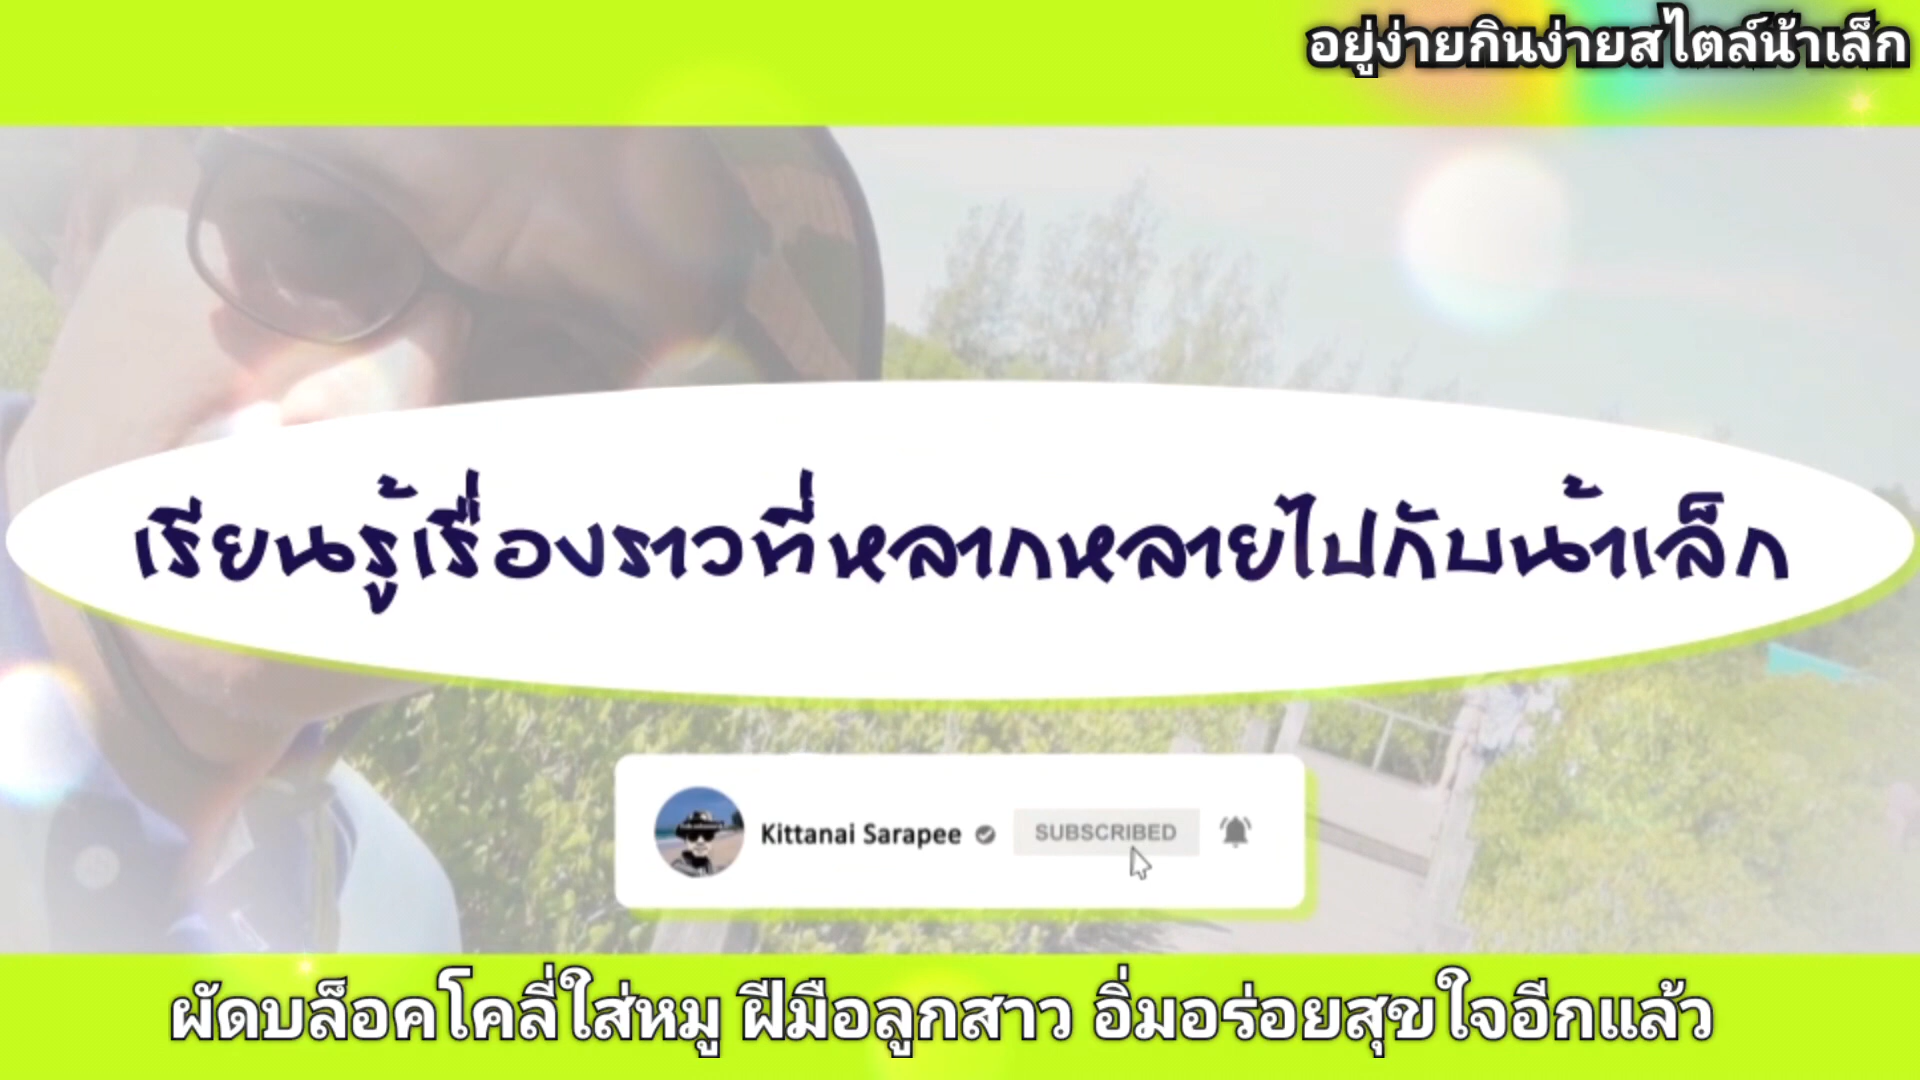 อยู่ง่ายกินง่ายสไตล์น้าเล็ก
เรียนรู้เรื่องราวที่หลากหลายไปกับน้าเล็ก
Kittanai Sarapee SUBSCRIBED
ผัดบล็อคโคลี่ใส่หมู ฝีมือลูกสาว อิ่มอร่อยสุขใจอีกแล้ว